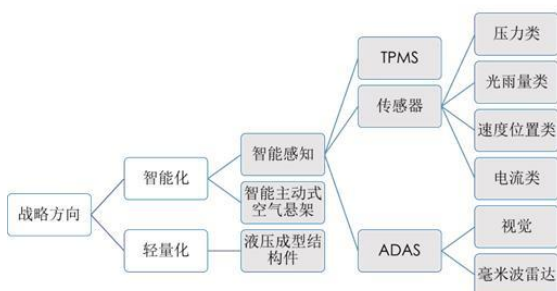 战略方向
智能化
轻量化
智能感知
智能主动式
空气悬架
液压成型结
构件
TPMS
传感器
ADAS
压力类
光雨量类
速度位置类
电流类
视觉
毫米波雷达